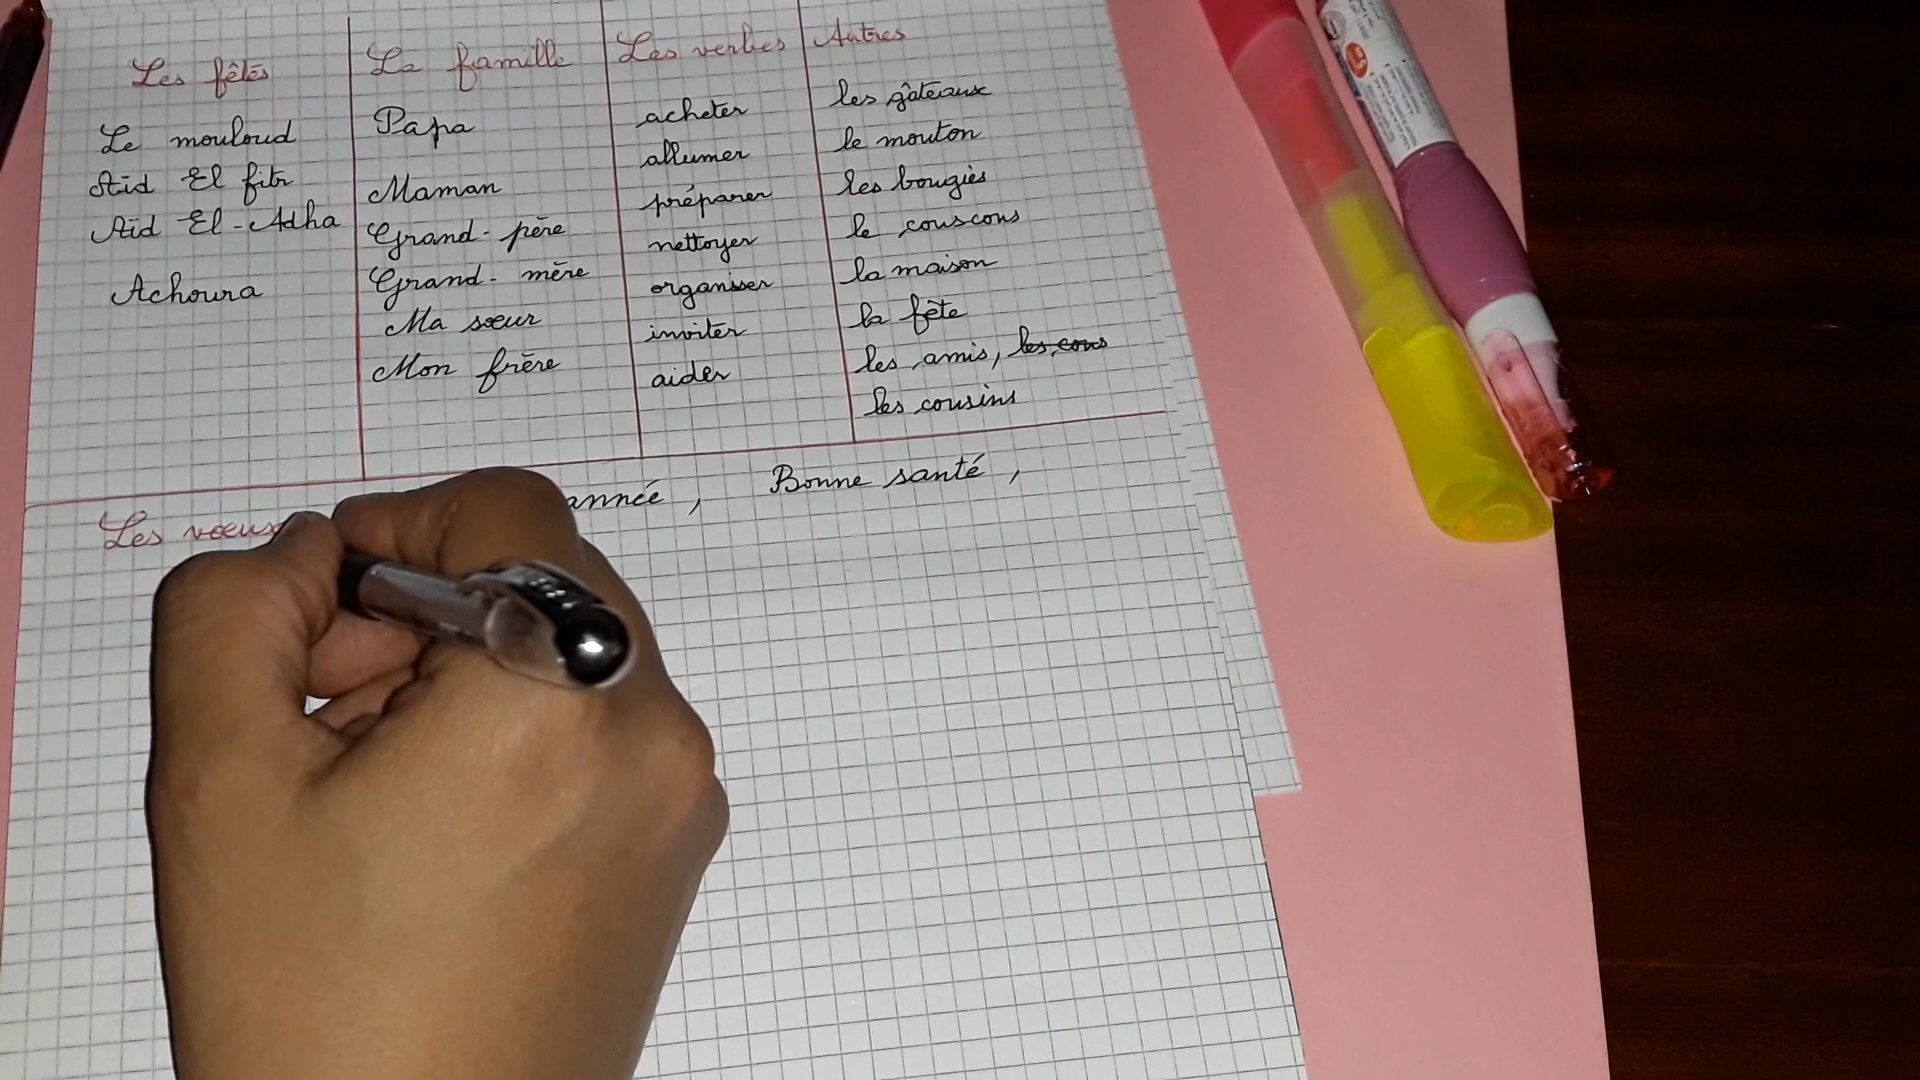 Les fêtes
Le mouloud
Aïd El fitr
Aïd El-Adha
Achoura
La famille
Papa
Maman
Grand-père
Grand-mère
Ma sœur
Mon frère
Les verbes
acheter
allumer
préparer
nettoyer
organiser
inviter
aider
Autres
les gâteaux
le mouton
les bougies
le couscous
la maison
la fête
les amis, les cous
les cousins
Les vœux année, Bonne santé,